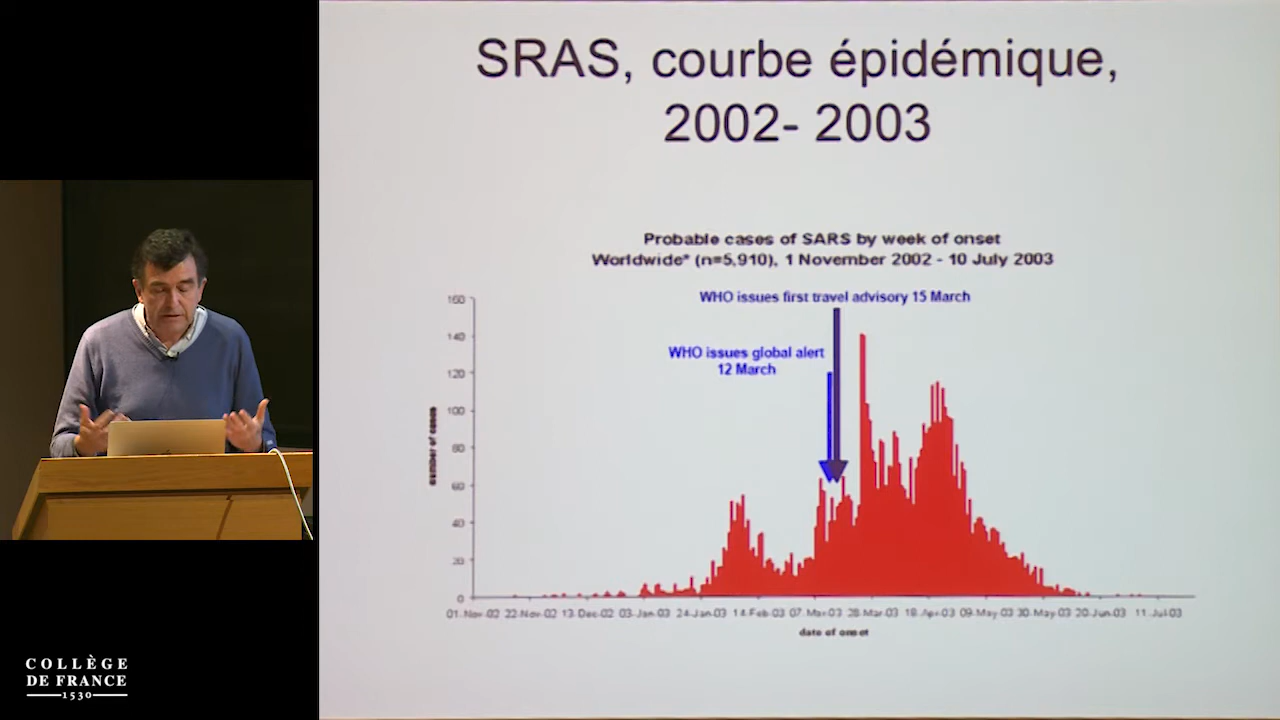 SRAS, courbe épidémique,
2002- 2003
Probable cases of SARS by week of onset
Worldwide* (n=5,910), 1 November 2002 - 10 July 2003
WHO issues first travel advisory 15 March
WHO issues global alert
12 March
160
140
120
100
80
60
40
20
0
number of cases
01.Nov-02 22.Nov-02 13-Dec-02 03-Jan-03 24-Jan-03 14-Feb-03 07-Mar-03 28-Mar-03 18-Apr-03 09-May-03 30-May-03 20-Jun-03 11-Jul-03
date of onset
COLLÈGE
DE FRANCE
1530